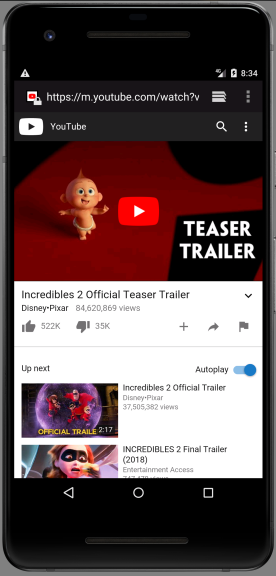 8:34
https://m.youtube.com/watch?v
YouTube
TEASER
TRAILER
Incredibles 2 Official Teaser Trailer
Disney•Pixar 84,620,869 views
522K 35K
Up next Autoplay
Incredibles 2 Official Trailer
Disney•Pixar
37,505,382 views
OFFICIAL TRAILER 2:17
INCREDIBLES 2 Final Trailer
(2018)
Entertainment Access